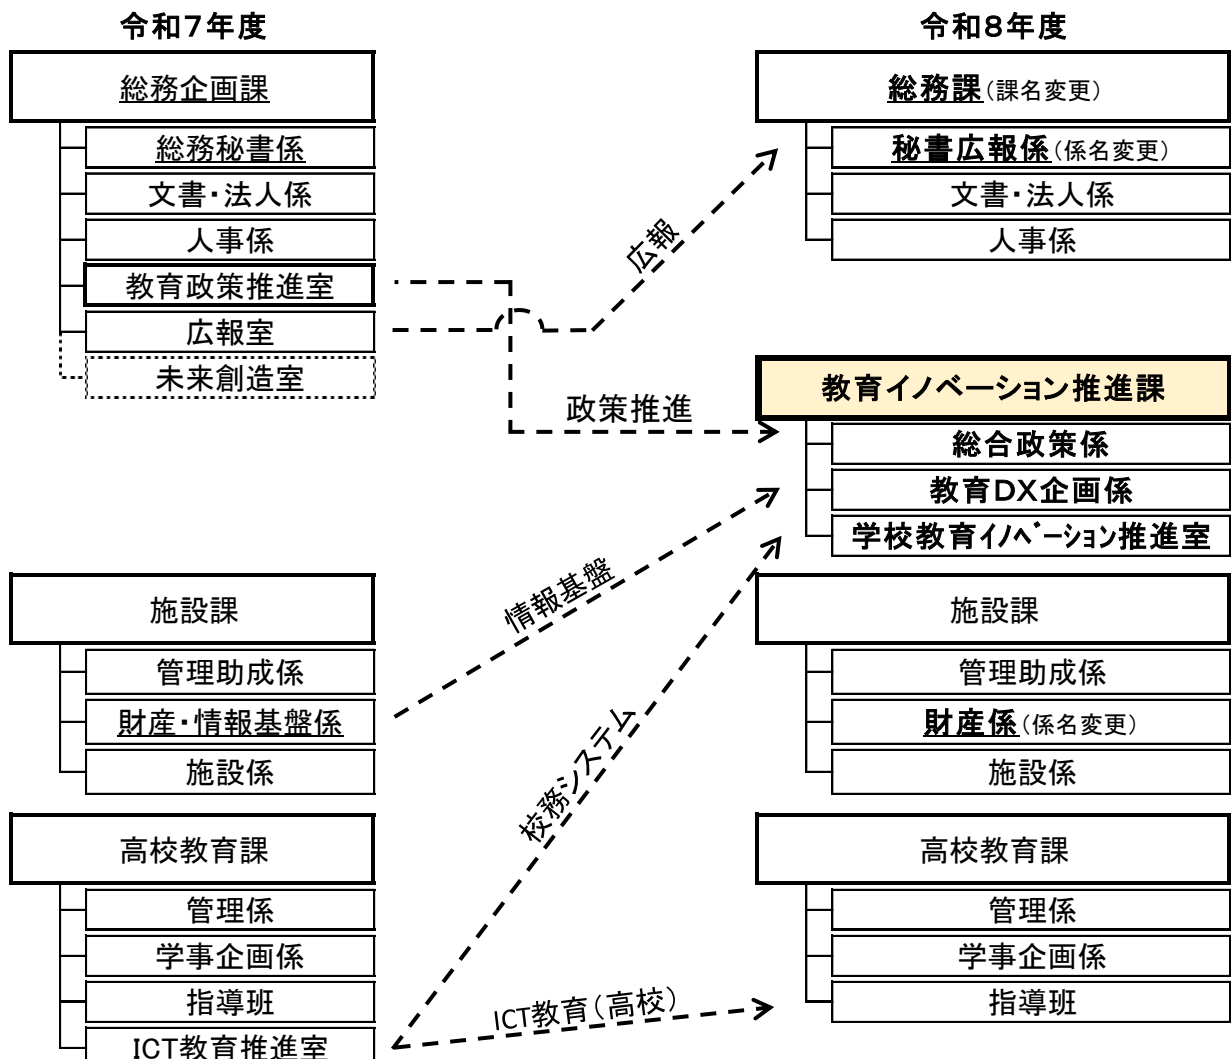 令和7年度
総務企画課
総務秘書係
文書・法人係
人事係
教育政策推進室
広報室
未来創造室
施設課
管理助成係
財産・情報基盤係
施設係
高校教育課
管理係
学事企画係
指導班
ICT教育推進室
広報
政策推進
情報基盤
校務システム
ICT教育(高校)
令和8年度
総務課(課名変更)
秘書広報係(係名変更)
文書・法人係
人事係
教育イノベーション推進課
総合政策係
教育DX企画係
学校教育イノベーション推進室
施設課
管理助成係
財産係(係名変更)
施設係
高校教育課
管理係
学事企画係
指導班